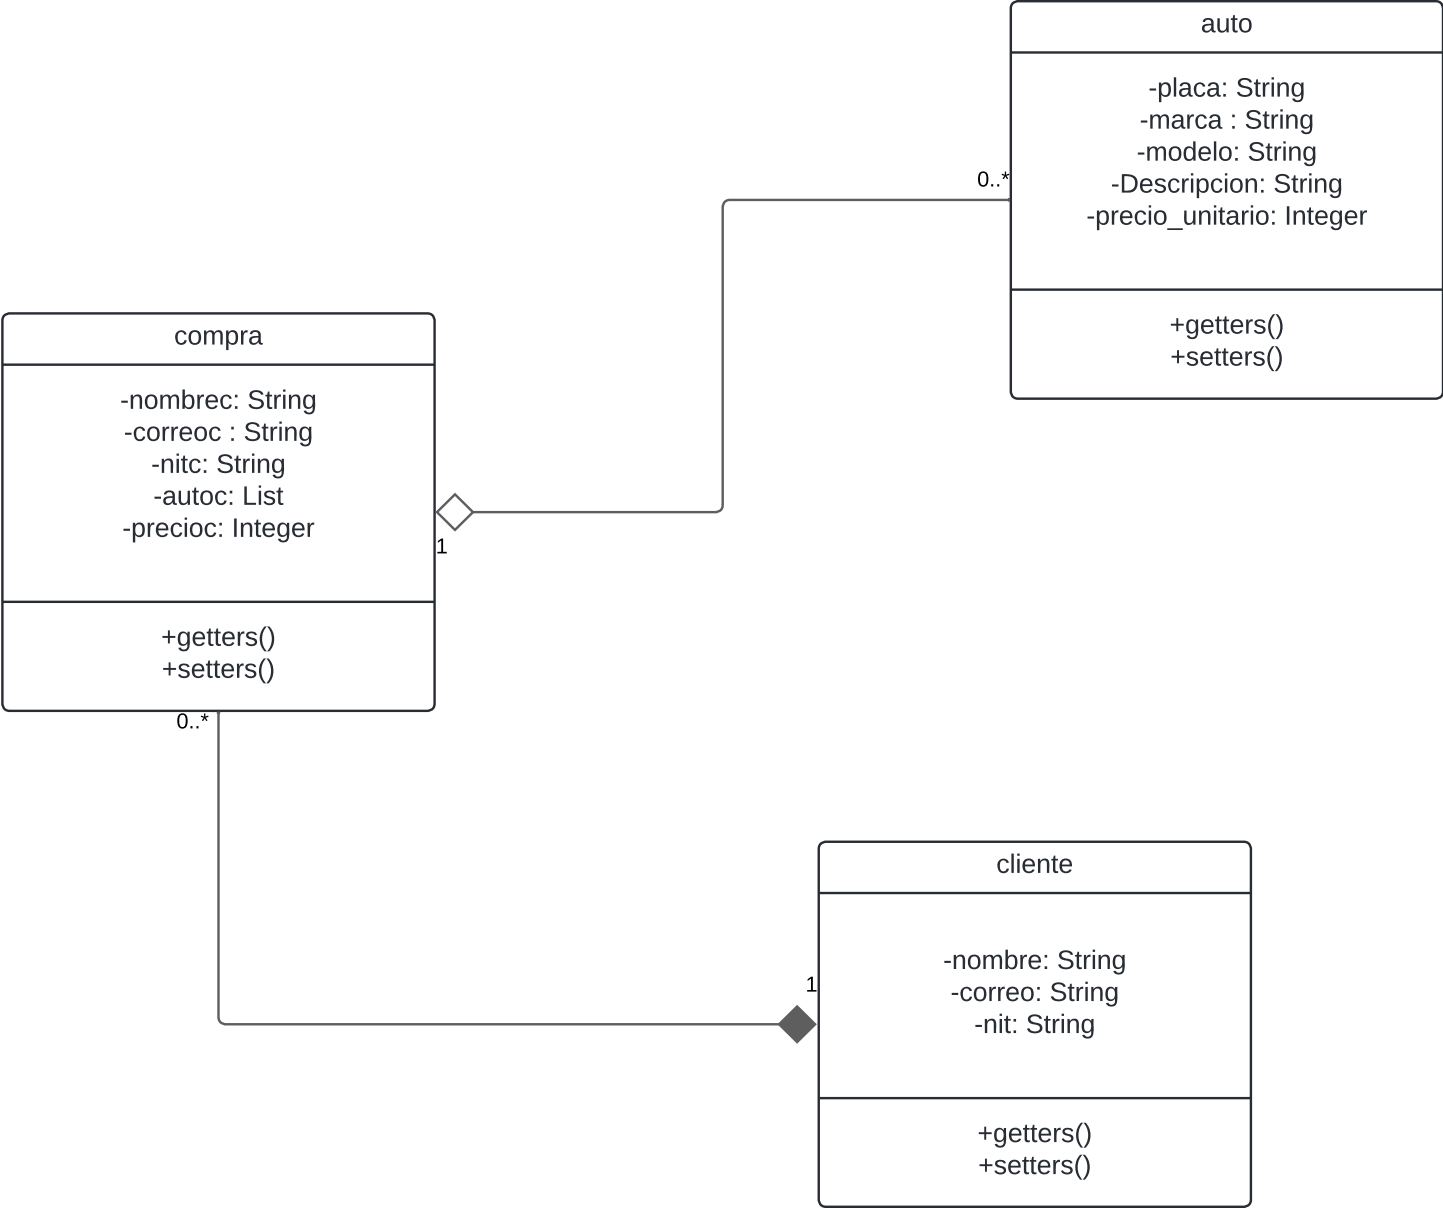 auto
-placa: String
-marca : String
-modelo: String
-Descripcion: String
-precio_unitario: Integer
+getters()
+setters()
0..*
compra
-nombrec: String
-correoc : String
-nitc: String
-autoc: List
-precioc: Integer
+getters()
+setters()
1
0..*
cliente
-nombre: String
-correo: String
-nit: String
+getters()
+setters()
1